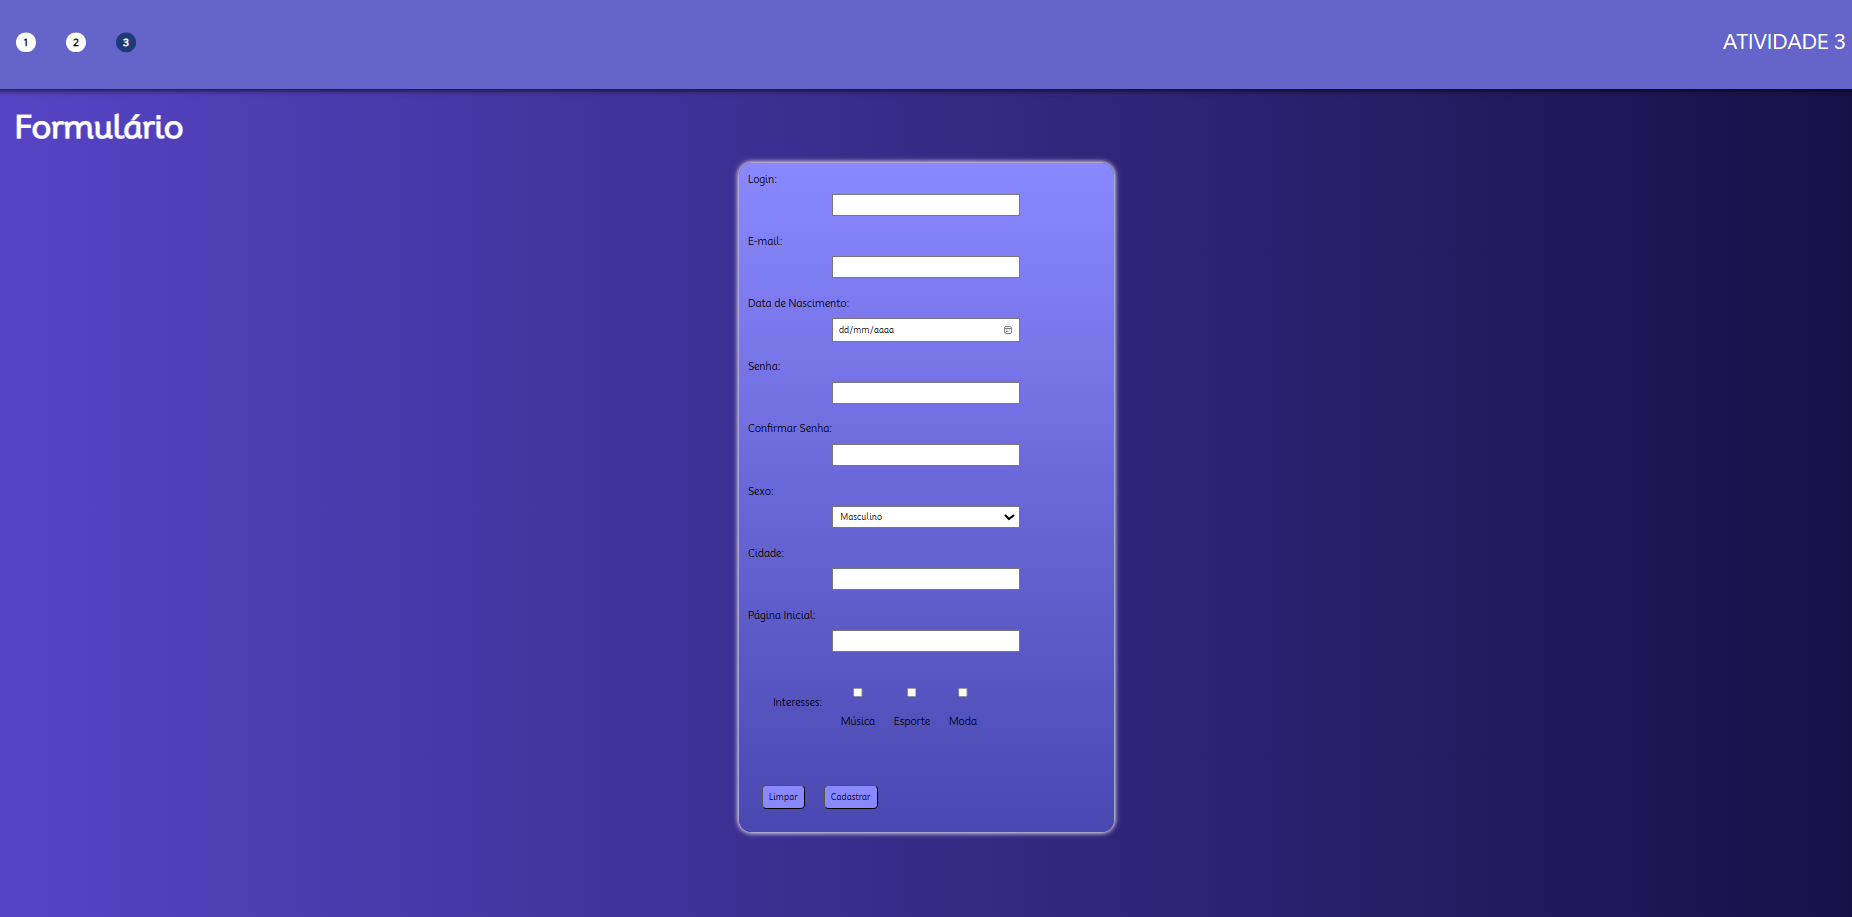 1 2 3 ATIVIDADE 3
Formulário
Login:
E-mail:
Data de Nascimento:
dd/mm/aaaa
Senha:
Confirmar Senha:
Sexo:
Masculino
Cidade:
Página Inicial:
Interesses:
Música Esporte Moda
Limpar Cadastrar